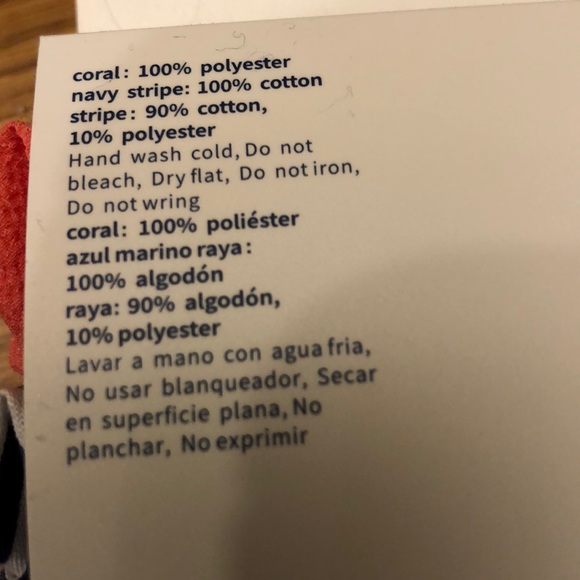 coral: 100% polyester
navy stripe: 100% cotton
stripe: 90% cotton,
10% polyester
Hand wash cold, Do not
bleach, Dry flat, Do not iron,
Do not wring
coral: 100% poliéster
azul marino raya:
100% algodón
raya: 90% algodón,
10% polyester
Lavar a mano con agua fria,
No usar blanqueador, Secar
en superficie plana, No
planchar, No exprimir